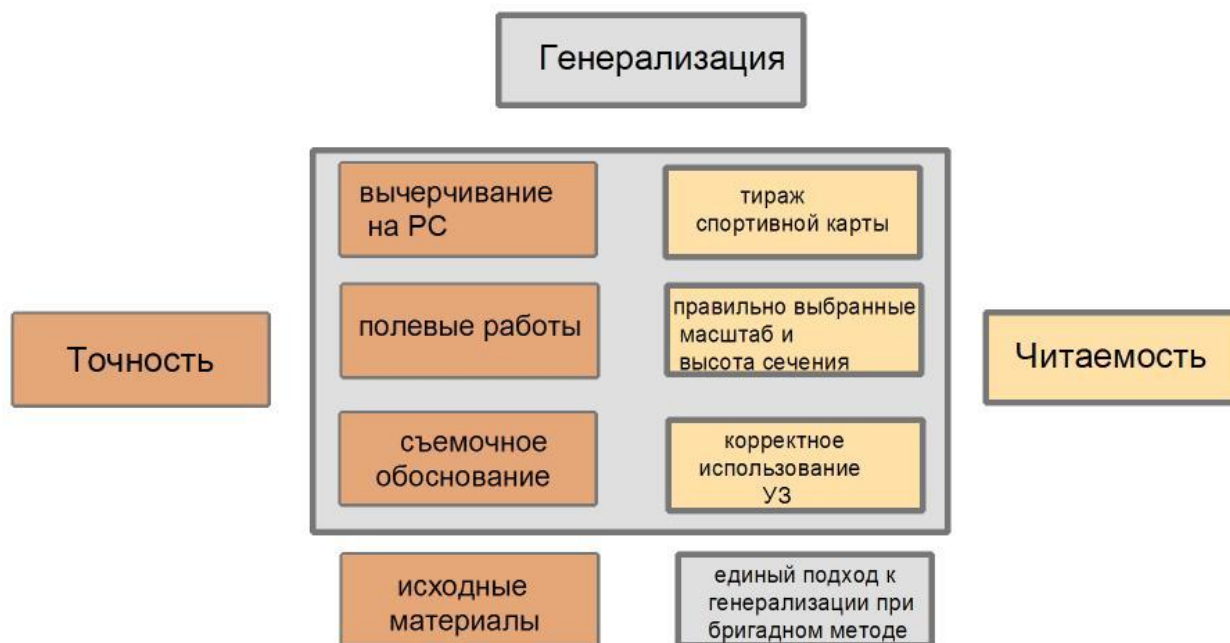 Генерализация
вычерчивание
на РС
тираж
спортивной карты
Точность
полевые работы
правильно выбранные
масштаб и
высота сечения
Читаемость
съемочное
обоснование
корректное
использование
УЗ
исходные
материалы
единый подход к
генерализации при
бригадном методе